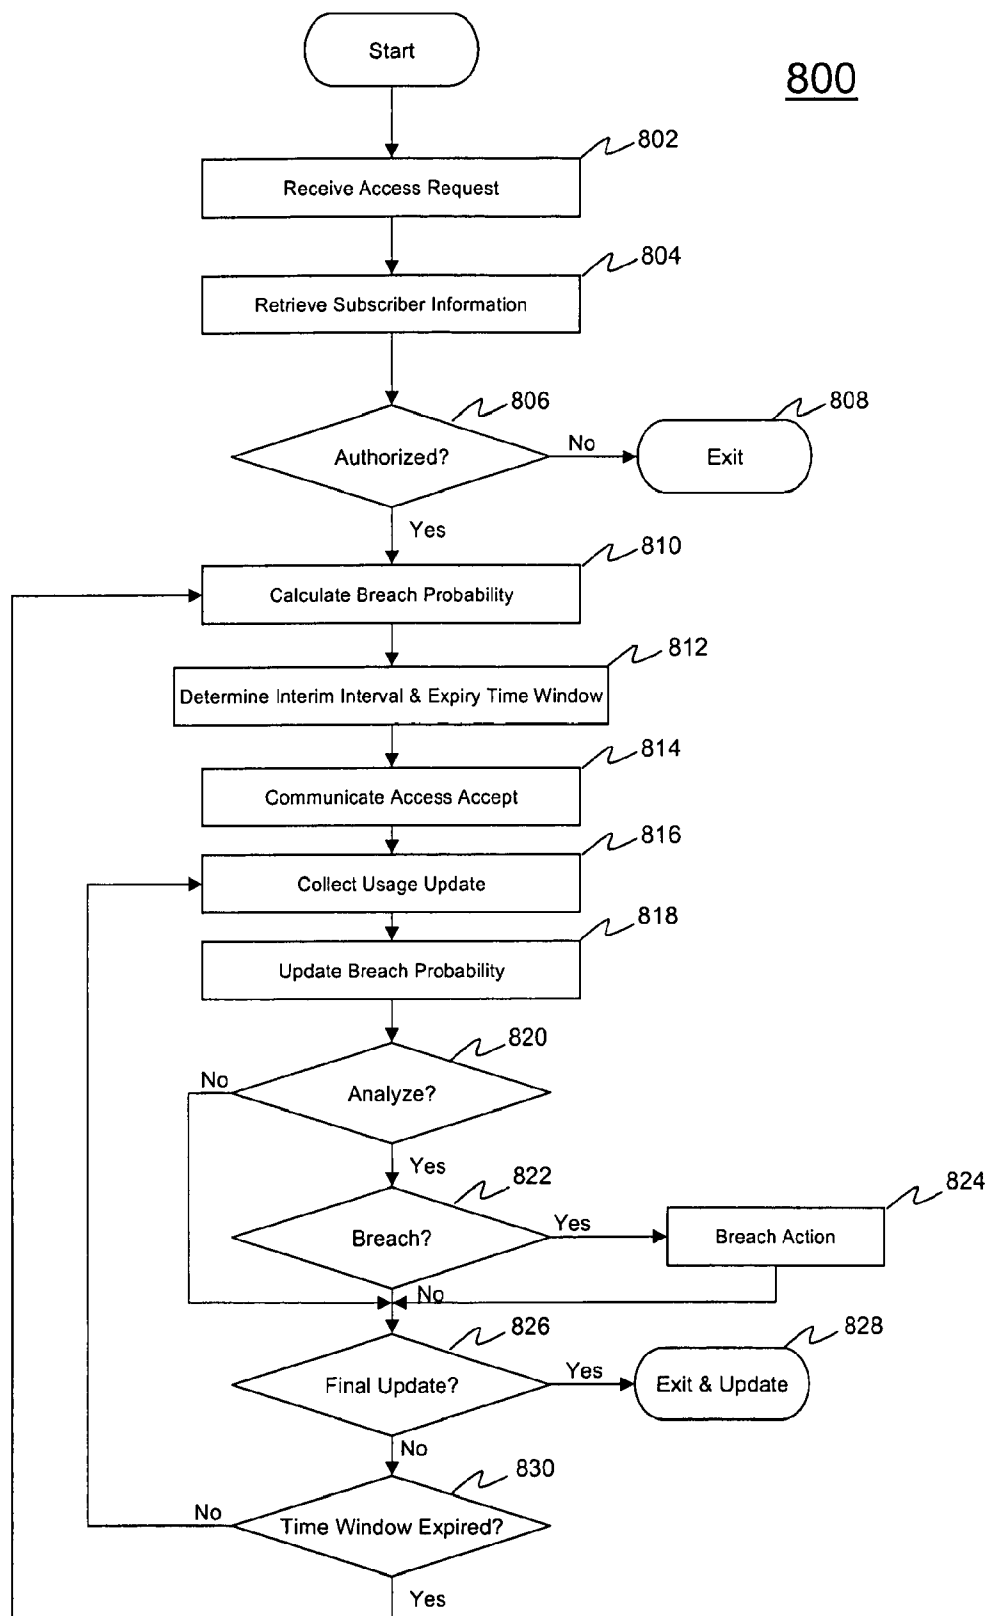 Start
800
802
Receive Access Request
804
Retrieve Subscriber Information
806
808
Authorized?
No
Exit
Yes
810
Calculate Breach Probability
812
Determine Interim Interval & Expiry Time Window
814
Communicate Access Accept
816
Collect Usage Update
818
Update Breach Probability
820
No
Analyze?
Yes
822
824
Breach?
Yes
Breach Action
No
826
828
Final Update?
Yes
Exit & Update
No
830
No
Time Window Expired?
Yes